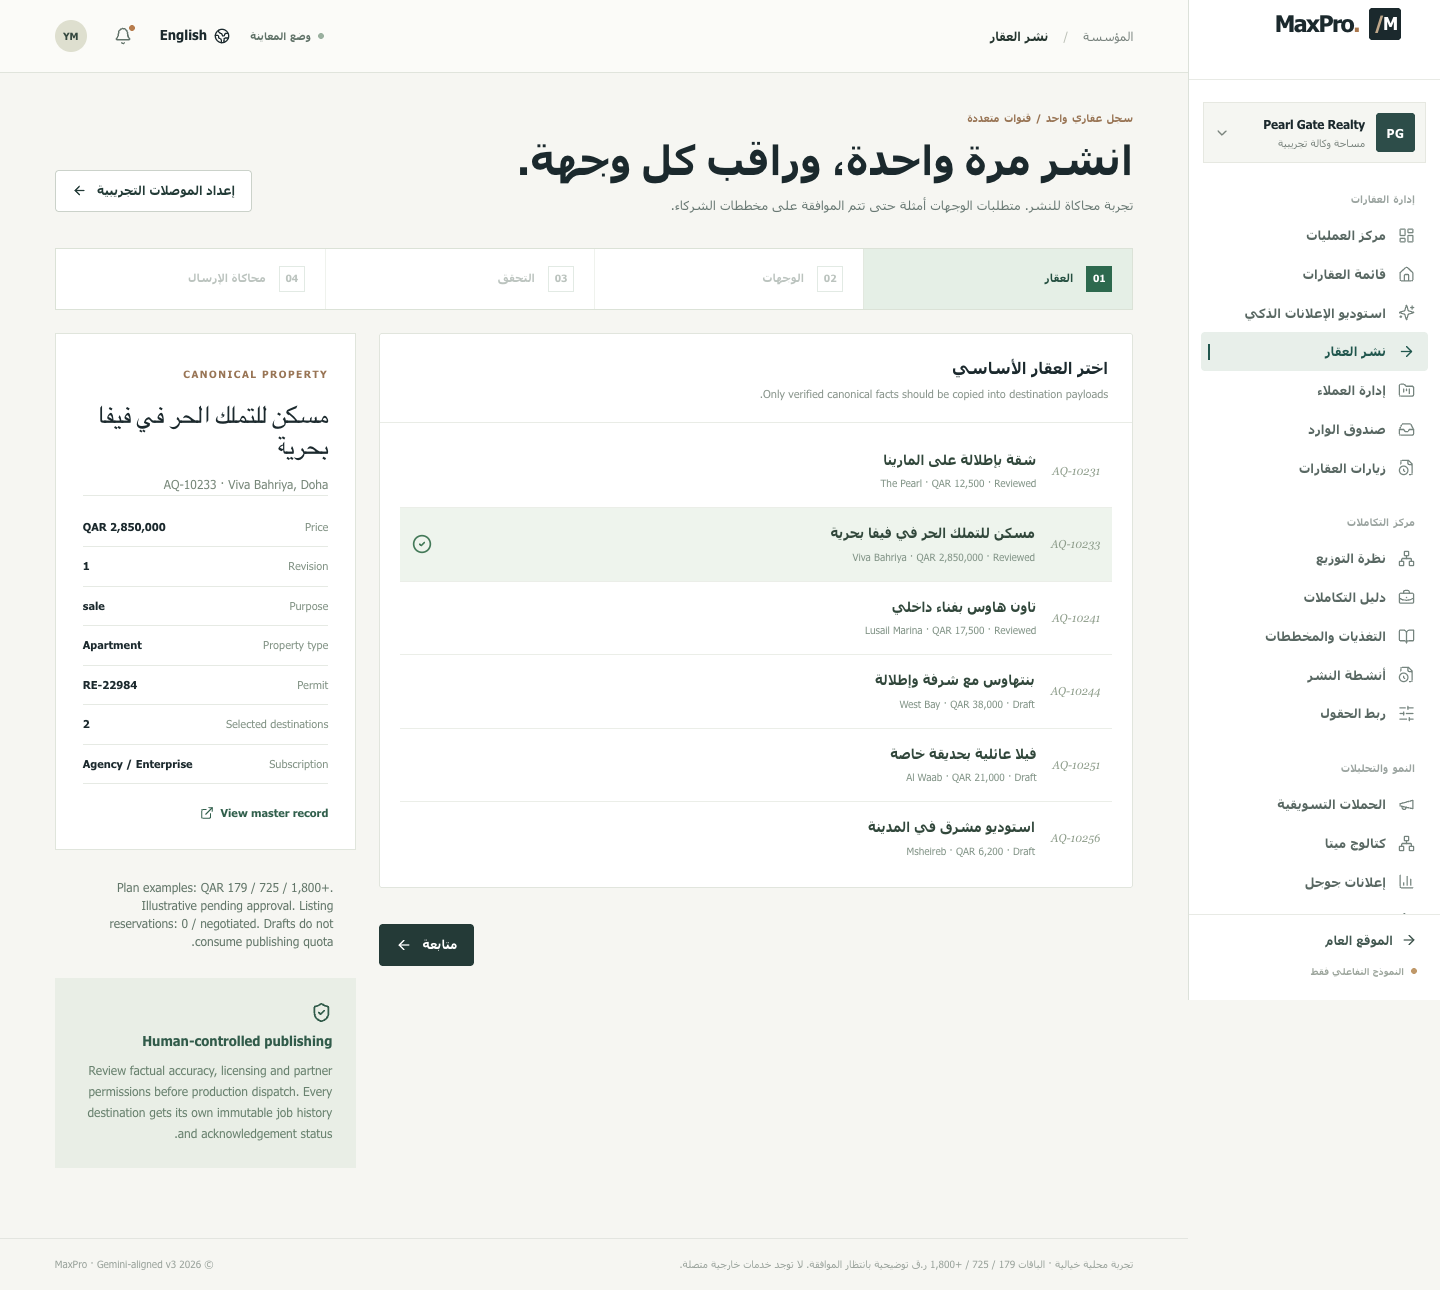 /M MaxPro.
المؤسسة / نشر العقار
وضع المعاينة
English
YM
PG
Pearl Gate Realty
مساحة وكالة تجريبية
إدارة العقارات
مركز العمليات
قائمة العقارات
استوديو الإعلانات الذكي
نشر العقار
إدارة العملاء
صندوق الوارد
زيارات العقارات
مركز التكاملات
نظرة التوزيع
دليل التكاملات
التغذيات والمخططات
أنشطة النشر
ربط الحقول
النمو والتحليلات
الحملات التسويقية
كتالوج ميتا
إعلانات جوجل
الموقع العام
النموذج التفاعلي فقط
سجل عقاري واحد / قنوات متعددة
انشر مرة واحدة، وراقب كل وجهة.
تجربة محاكاة للنشر. متطلبات الوجهات أمثلة حتى تتم الموافقة على مخططات الشركاء.
إعداد الموصلات التجريبية
01 العقار
02 الوجهات
03 التحقق
04 محاكاة الإرسال
اختر العقار الأساسي
.Only verified canonical facts should be copied into destination payloads
AQ-10231
شقة بإطلالة على المارينا
The Pearl · QAR 12,500 · Reviewed
AQ-10233
مسكن للتملك الحر في فيفا بحرية
Viva Bahriya · QAR 2,850,000 · Reviewed
AQ-10241
تاون هاوس بفناء داخلي
Lusail Marina · QAR 17,500 · Reviewed
AQ-10244
بنتهاوس مع شرفة وإطلالة
West Bay · QAR 38,000 · Draft
AQ-10251
فيلا عائلية بحديقة خاصة
Al Waab · QAR 21,000 · Draft
AQ-10256
استوديو مشرق في المدينة
Msheireb · QAR 6,200 · Draft
متابعة
CANONICAL PROPERTY
مسكن للتملك الحر في فيفا
بحرية
AQ-10233 · Viva Bahriya, Doha
Price QAR 2,850,000
Revision 1
Purpose sale
Property type Apartment
Permit RE-22984
Selected destinations 2
Subscription Agency / Enterprise
View master record
Plan examples: QAR 179 / 725 / 1,800+.
Illustrative pending approval. Listing
reservations: 0 / negotiated. Drafts do not
.consume publishing quota
Human-controlled publishing
Review factual accuracy, licensing and partner
permissions before production dispatch. Every
destination gets its own immutable job history
.and acknowledgement status
تجربة محلية خيالية · الباقات 179 / 725 / +1,800 ر.ق توضيحية بانتظار الموافقة. لا توجد خدمات خارجية متصلة.
MaxPro · Gemini-aligned v3 2026 ©